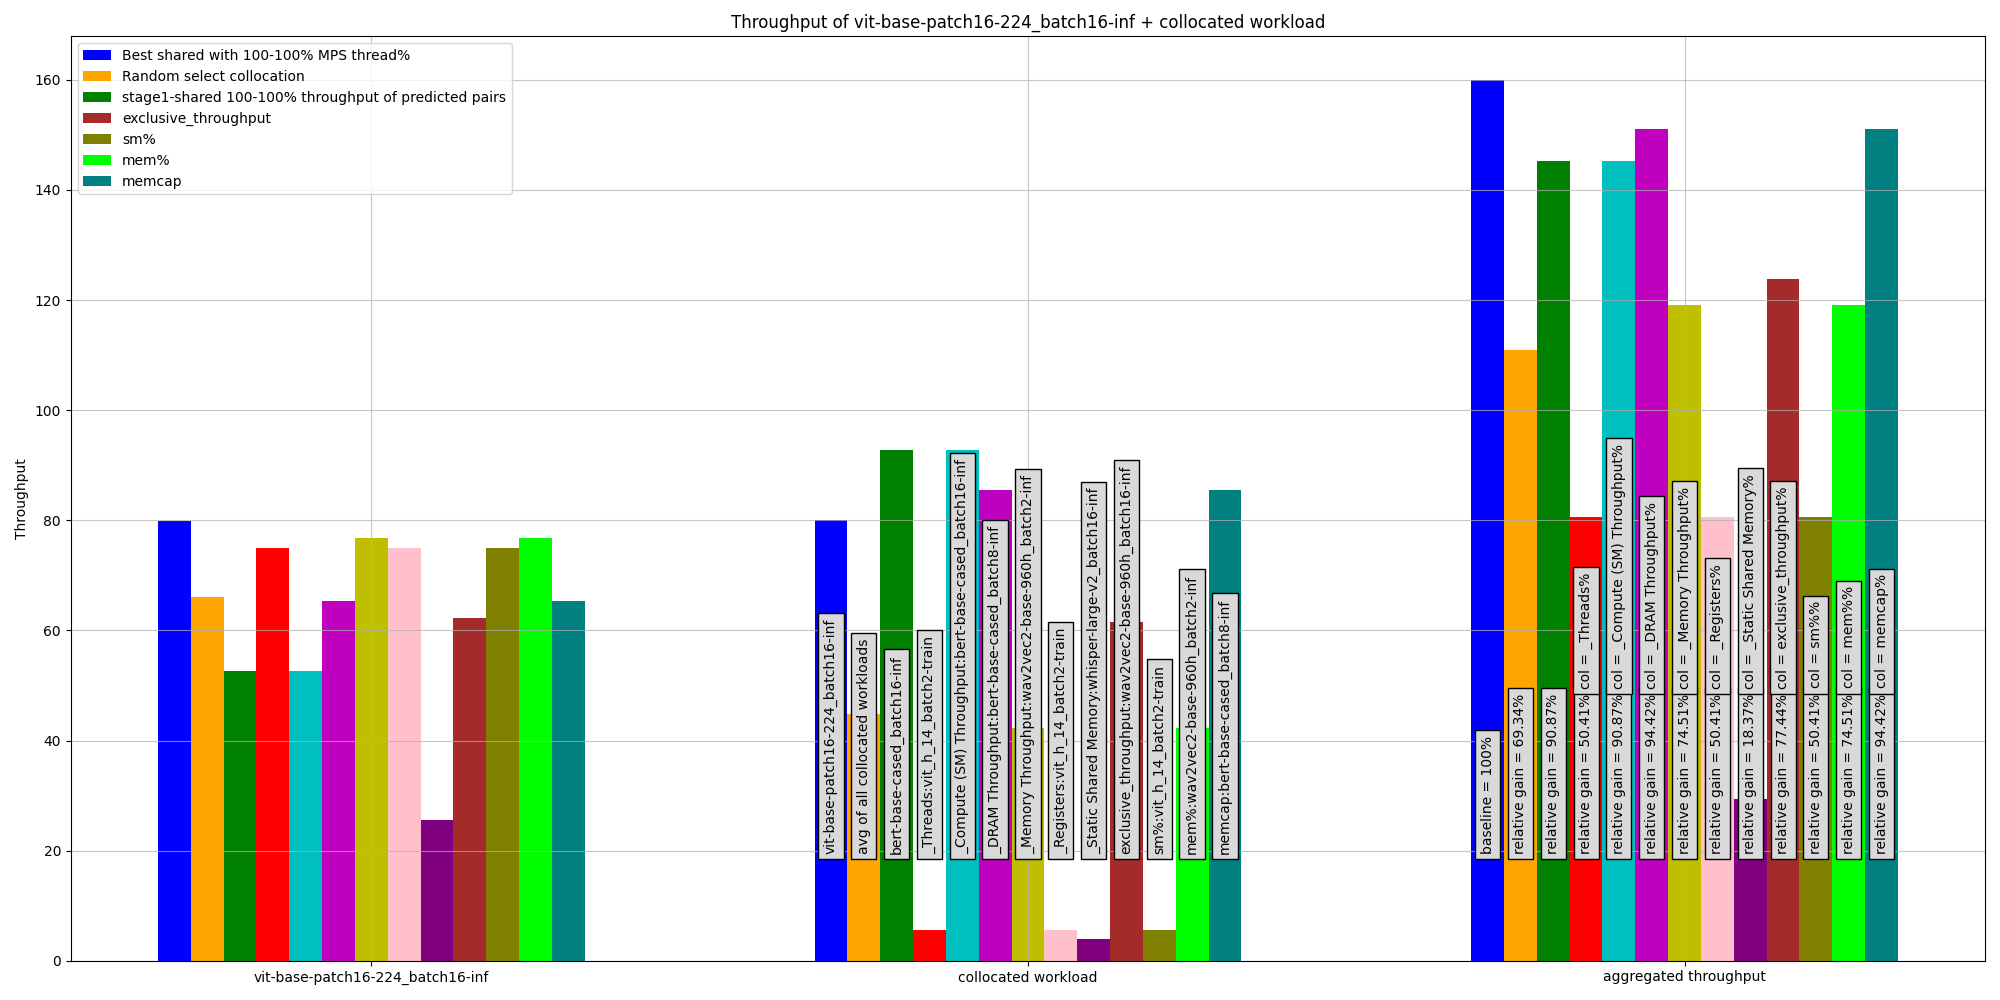 Throughput of vit-base-patch16-224_batch16-inf + collocated workload
Best shared with 100-100% MPS thread%
Random select collocation
stage1-shared 100-100% throughput of predicted pairs
exclusive_throughput
sm%
mem%
memcap
Throughput
160
140
120
100
80
60
40
20
0
vit-base-patch16-224_batch16-inf
avg of all collocated workloads
bert-base-cased_batch16-inf
_Threads:vit_h_14_batch2-train
_Compute (SM) Throughput:bert-base-cased_batch16-inf
_DRAM Throughput:bert-base-cased_batch8-inf
_Memory Throughput:wav2vec2-base-960h_batch2-inf
_Registers:vit_h_14_batch2-train
_Static Shared Memory:whisper-large-v2_batch16-inf
exclusive_throughput:wav2vec2-base-960h_batch16-inf
sm%:vit_h_14_batch2-train
mem%:wav2vec2-base-960h_batch2-inf
memcap:bert-base-cased_batch8-inf
baseline = 100%
relative gain = 69.34%
relative gain = 90.87%
relative gain = 50.41%
col = _Threads%
relative gain = 90.87%
col = _Compute (SM) Throughput%
relative gain = 94.42%
col = _DRAM Throughput%
relative gain = 74.51%
col = _Memory Throughput%
relative gain = 50.41%
col = _Registers%
relative gain = 18.37%
col = _Static Shared Memory%
relative gain = 77.44%
col = exclusive_throughput%
relative gain = 50.41%
col = sm%%
relative gain = 74.51%
col = mem%%
relative gain = 94.42%
col = memcap%
vit-base-patch16-224_batch16-inf
collocated workload
aggregated throughput